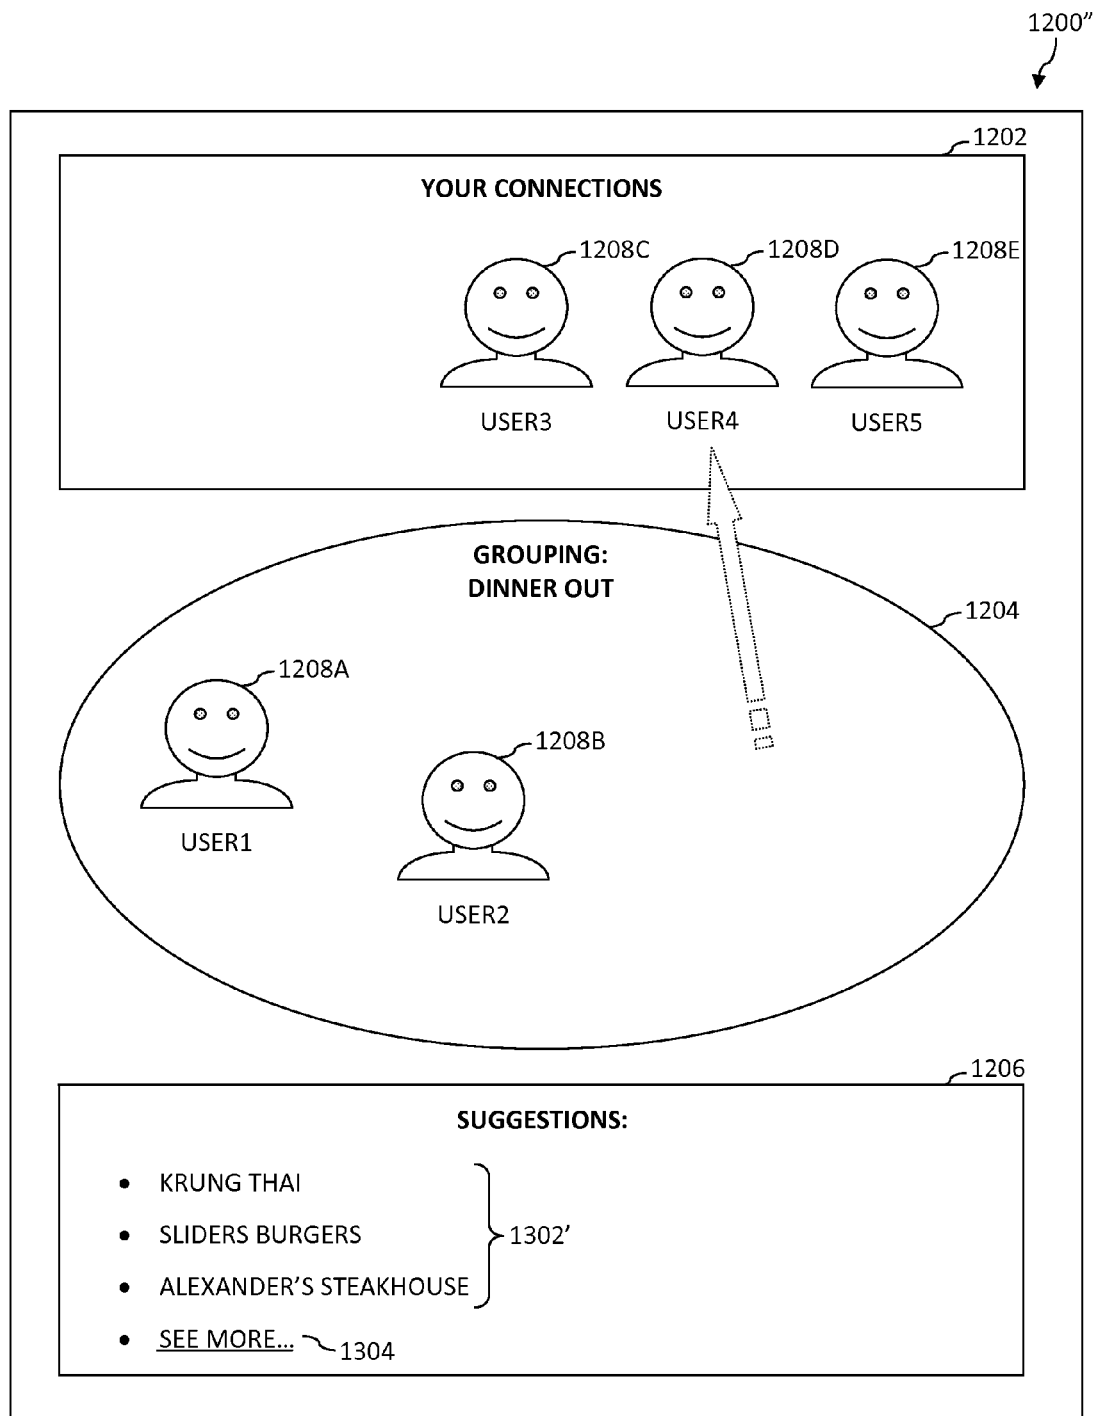 1200”
1202
YOUR CONNECTIONS
1208C
1208D
1208E
USER3
USER4
USER5
GROUPING:
DINNER OUT
1204
1208A
1208B
USER1
USER2
1206
SUGGESTIONS:
• KRUNG THAI
• SLIDERS BURGERS
1302’
• ALEXANDER’S STEAKHOUSE
• SEE MORE...
1304